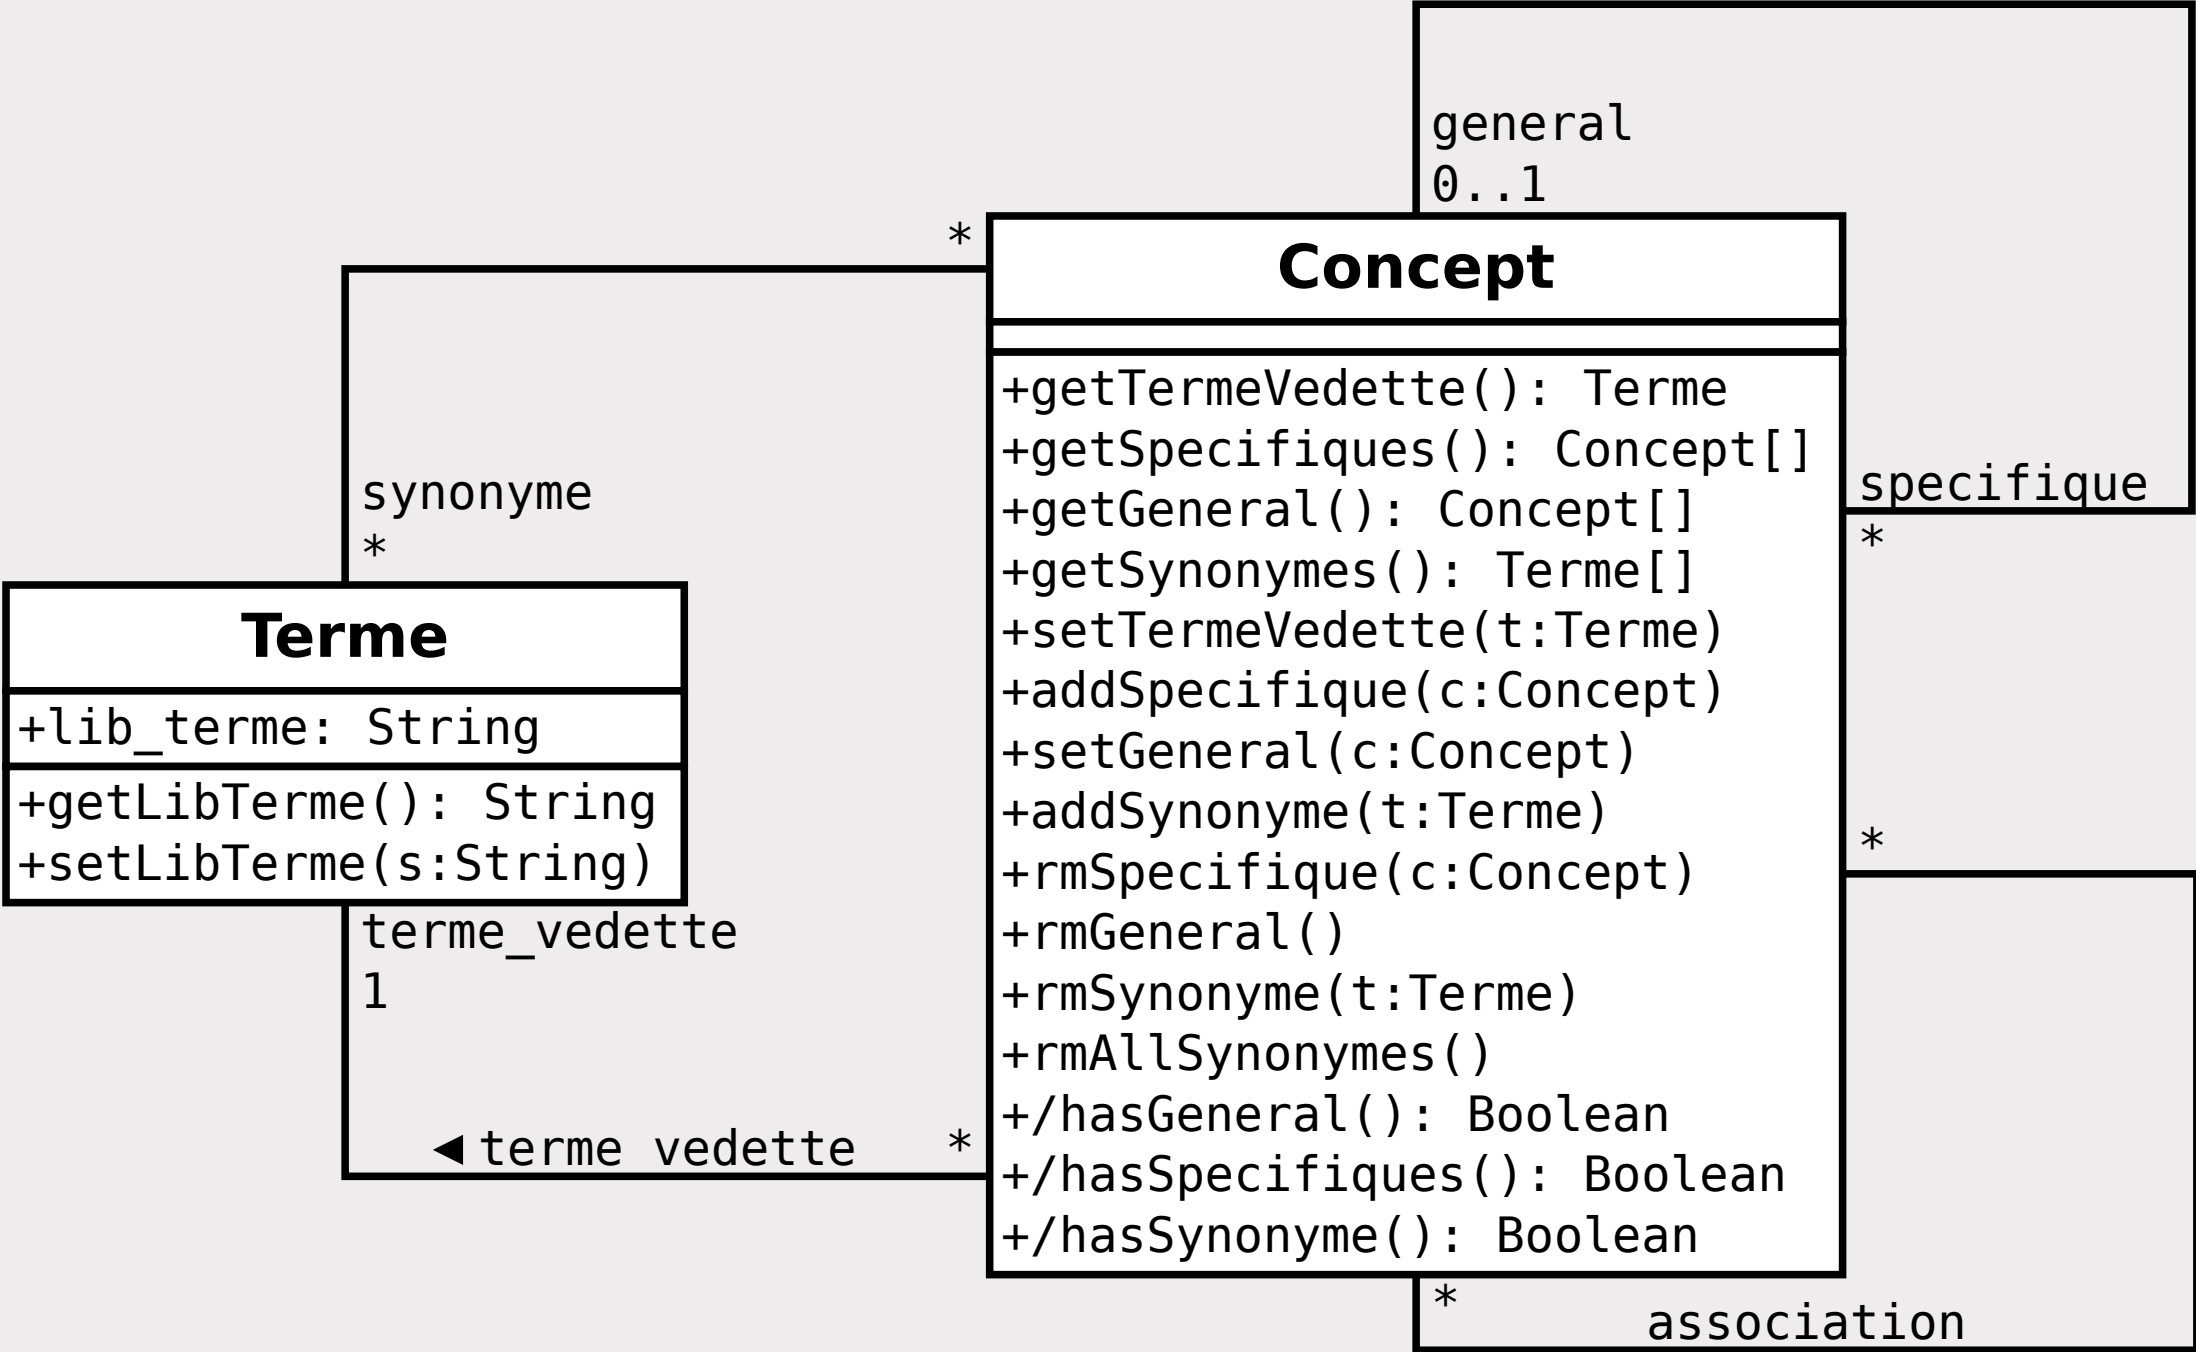 general
0..1
*
Concept
+getTermeVedette(): Terme
+getSpecifiques(): Concept[]
+getGeneral(): Concept[]
+getSynonymes(): Terme[]
+setTermeVedette(t:Terme)
+addSpecifique(c:Concept)
+setGeneral(c:Concept)
+addSynonyme(t:Terme)
+rmSpecifique(c:Concept)
+rmGeneral()
+rmSynonyme(t:Terme)
+rmAllSynonymes()
+/hasGeneral(): Boolean
+/hasSpecifiques(): Boolean
+/hasSynonyme(): Boolean
specifique
*
*
*
association
synonyme
*
Terme
+lib_terme: String
+getLibTerme(): String
+setLibTerme(s:String)
terme_vedette
1
◀ terme vedette
*